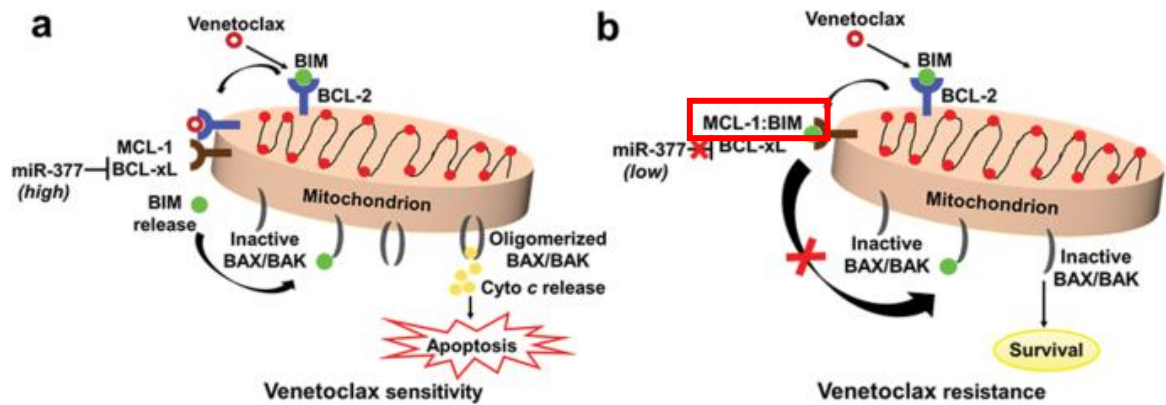 a
Venetoclax
BIM
BCL-2
MCL-1
BCL-xL
miR-377
(high)
BIM
release
Mitochondrion
Inactive
BAX/BAK
Oligomerized
BAX/BAK
Cyto c release
Apoptosis
Venetoclax sensitivity
b
Venetoclax
BIM
BCL-2
MCL-1:BIM
BCL-xL
miR-377
(low)
Mitochondrion
Inactive
BAX/BAK
Inactive
BAX/BAK
Survival
Venetoclax resistance